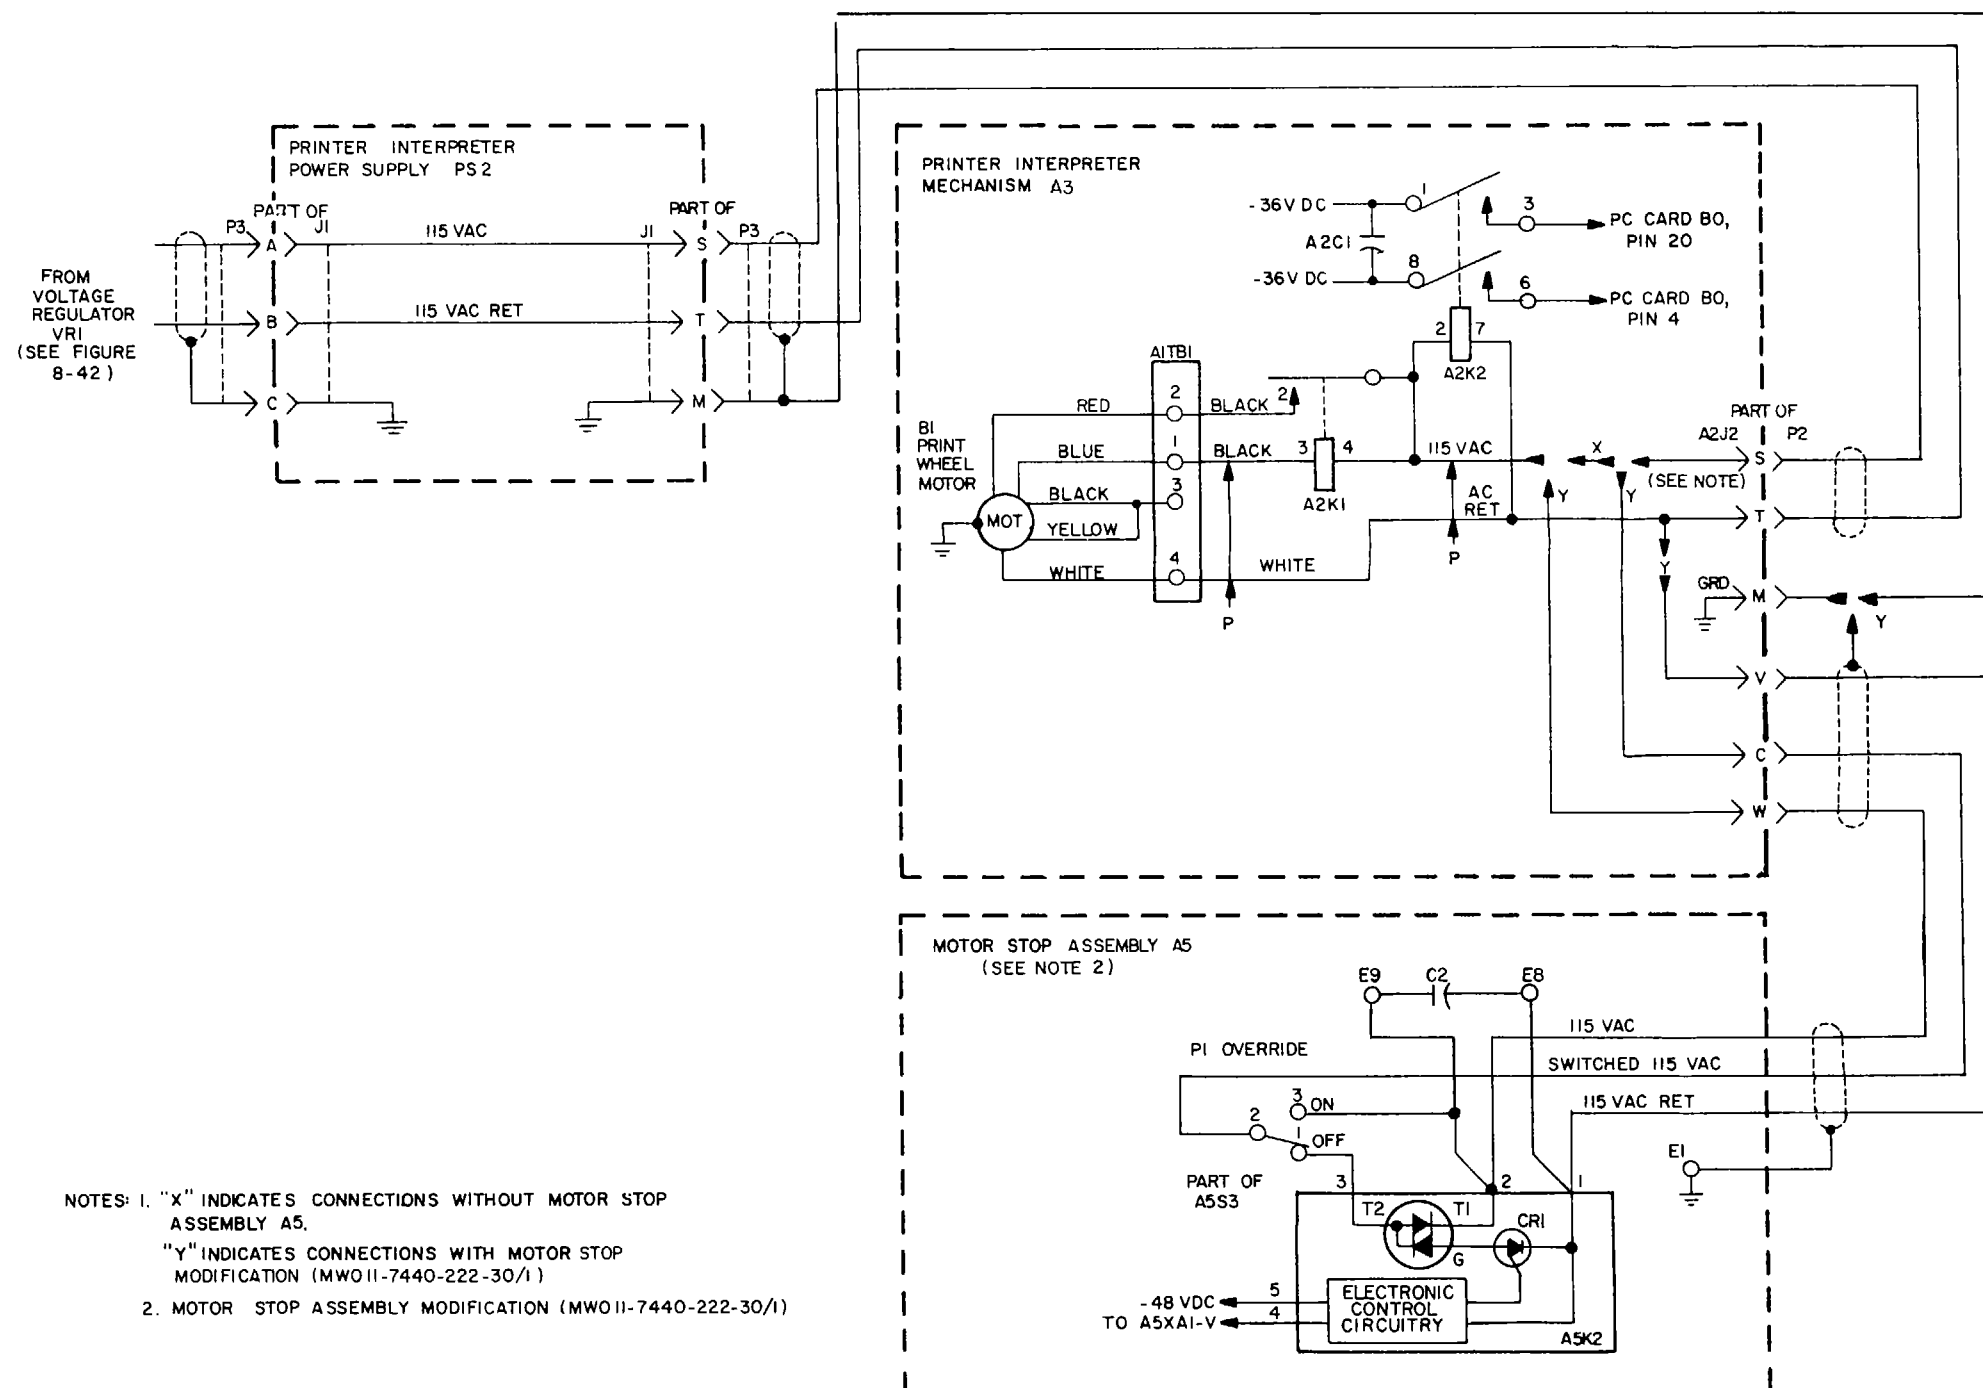 PRINTER INTERPRETER
POWER SUPPLY PS2
PART OF
P3
J1
A
115 VAC
J1
PART OF
S
P3
FROM
VOLTAGE
REGULATOR
VR1
(SEE FIGURE
8-42)
B
115 VAC RET
T
C
M
PRINTER INTERPRETER
MECHANISM A3
-36V DC
1
3
PC CARD BO,
PIN 20
A2C1
-36V DC
8
6
PC CARD BO,
PIN 4
2
7
A2K2
A1TB1
RED
2
BLACK
2
B1
PRINT
WHEEL
MOTOR
BLUE
1
BLACK
3
4
A2K1
115 VAC
BLACK
3
MOT
YELLOW
WHITE
4
WHITE
P
AC
RET
P
X
Y
Y
Y
PART OF
A2J2
P2
S
(SEE NOTE)
T
GRD
M
Y
V
C
W
MOTOR STOP ASSEMBLY A5
(SEE NOTE 2)
E9
C2
E8
115 VAC
PI OVERRIDE
SWITCHED 115 VAC
3
ON
115 VAC RET
2
1
OFF
E1
PART OF
A5S3
3
2
1
T2
T1
CR1
G
-48 VDC
5
TO A5XA1-V
4
ELECTRONIC
CONTROL
CIRCUITRY
A5K2
NOTES: 1. "X" INDICATES CONNECTIONS WITHOUT MOTOR STOP
ASSEMBLY A5.
"Y" INDICATES CONNECTIONS WITH MOTOR STOP
MODIFICATION (MWO 11-7440-222-30/1)
2. MOTOR STOP ASSEMBLY MODIFICATION (MWO 11-7440-222-30/1)